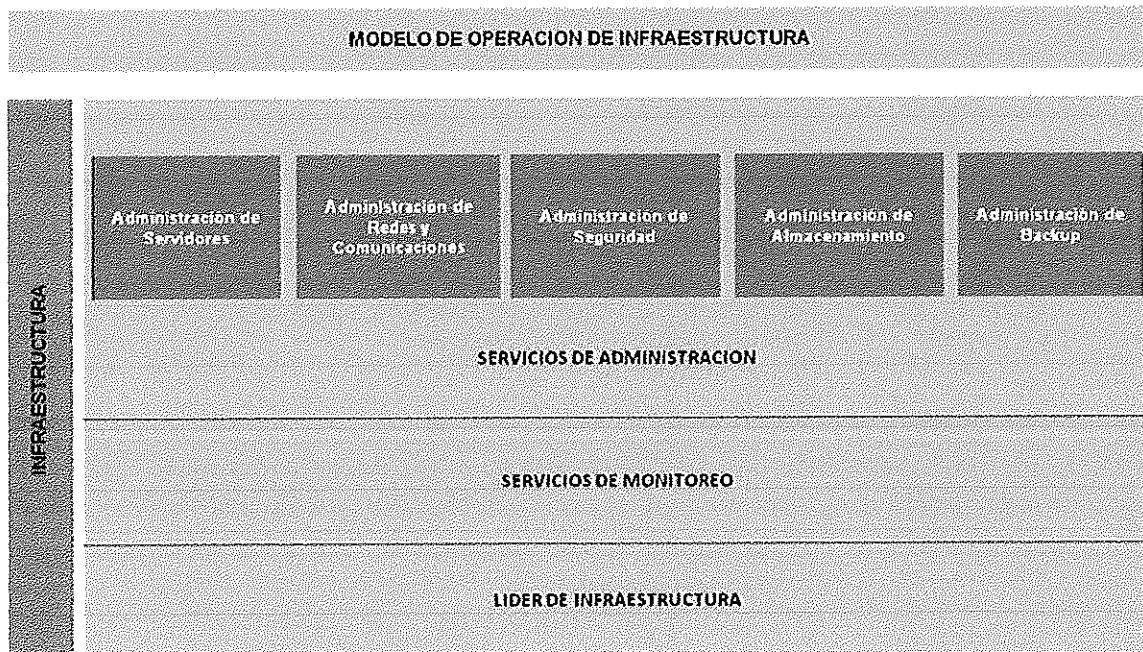 MODELO DE OPERACION DE INFRAESTRUCTURA
INFRAESTRUCTURA
Administración de
Servidores
Administración de
Redes y
Comunicaciones
Administración de
Seguridad
Administración de
Almacenamiento
Administración de
Backup
SERVICIOS DE ADMINISTRACION
SERVICIOS DE MONITOREO
LIDER DE INFRAESTRUCTURA